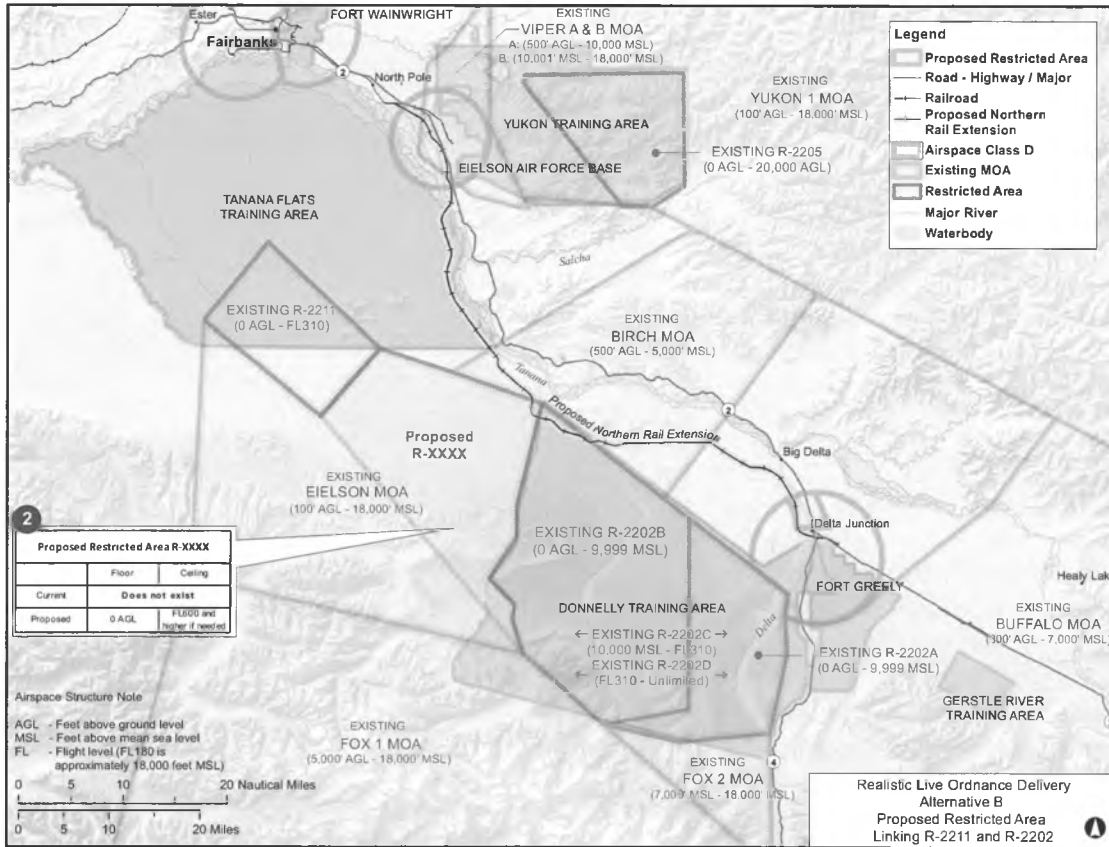 Ester
FORT WAINWRIGHT
Fairbanks
2
North Pole
EXISTING
VIPER A & B MOA
A: (500' AGL - 10,000 MSL)
B: (10,001' MSL - 18,000' MSL)
EXISTING
YUKON 1 MOA
(100' AGL - 18,000' MSL)
YUKON TRAINING AREA
EXISTING R-2205
(0 AGL - 20,000 AGL)
EIELSON AIR FORCE BASE
Legend
Proposed Restricted Area
Road - Highway / Major
Railroad
Proposed Northern
Rail Extension
Airspace Class D
Existing MOA
Restricted Area
Major River
Waterbody
TANANA FLATS
TRAINING AREA
Salcha
EXISTING R-2211
(0 AGL - FL310)
EXISTING
BIRCH MOA
(500' AGL - 5,000' MSL)
Tanana
Proposed Northern Rail Extension
2
Big Delta
Proposed
R-XXXX
EXISTING
EIELSON MOA
(100' AGL - 18,000' MSL)
2
Proposed Restricted Area R-XXXX
Floor Ceiling
Current Does not exist
Proposed 0 AGL FL600 and
higher if needed
EXISTING R-2202B
(0 AGL - 9,999 MSL)
Delta Junction
FORT GREELY
Healy Lake
EXISTING
BUFFALO MOA
(300' AGL - 7,000' MSL)
DONNELLY TRAINING AREA
Delta
← EXISTING R-2202C →
(10,000 MSL - FL310)
← EXISTING R-2202D →
(FL310 - Unlimited)
EXISTING R-2202A
(0 AGL - 9,999 MSL)
GERSTLE RIVER
TRAINING AREA
Airspace Structure Note
AGL - Feet above ground level
MSL - Feet above mean sea level
FL - Flight level (FL180 is
approximately 18,000 feet MSL)
0 5 10 20 Nautical Miles
0 5 10 20 Miles
EXISTING
FOX 1 MOA
(5,000' AGL - 18,000' MSL)
EXISTING
FOX 2 MOA
(7,000' MSL - 18.000' MSL)
4
Realistic Live Ordnance Delivery
Alternative B
Proposed Restricted Area
Linking R-2211 and R-2202